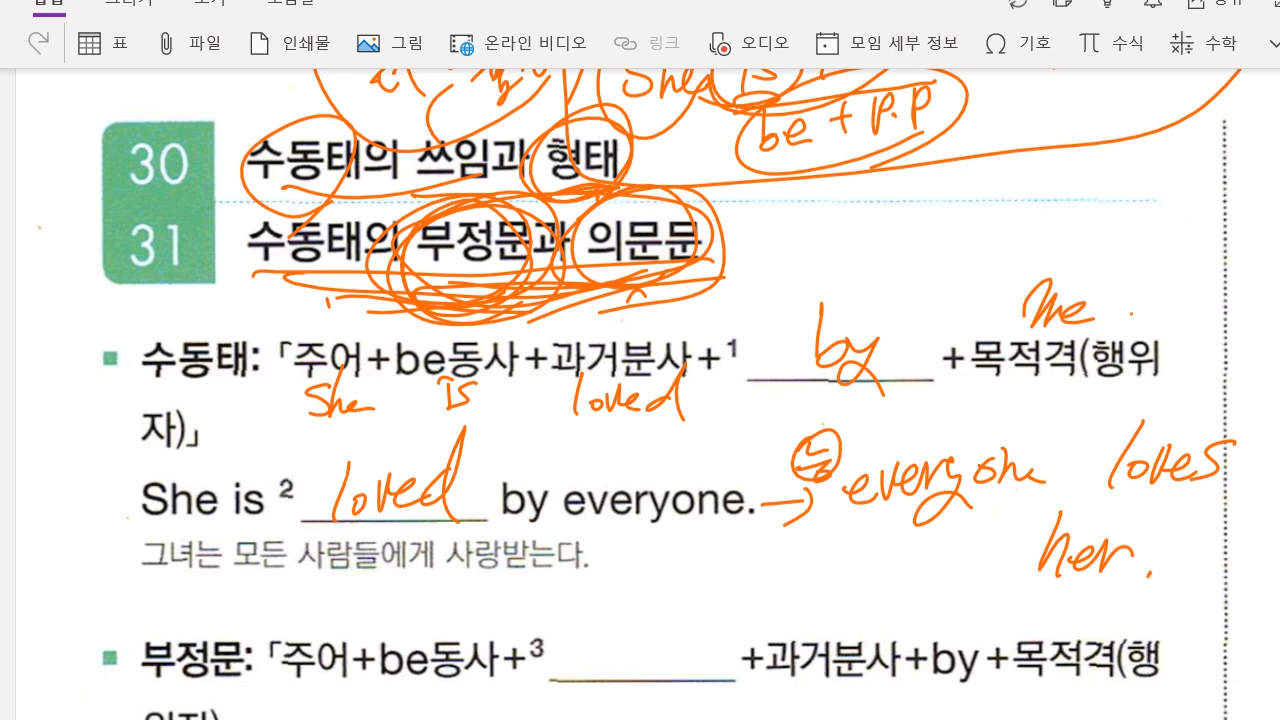 표 파일 인쇄물 그림 온라인 비디오 링크 오디오 모임 세부 정보 기호 수식 수학
She is
be + p.p
30 수동태의 쓰임과 형태
31 수동태의 부정문과 의문문
me.
수동태: 「주어+be동사+과거분사+¹ by +목적격(행위
She is loved
자)」
She is ² loved by everyone. → 능 everyone loves
her.
그녀는 모든 사람들에게 사랑받는다.
부정문: 「주어+be동사+³ ________ +과거분사+by+목적격(행